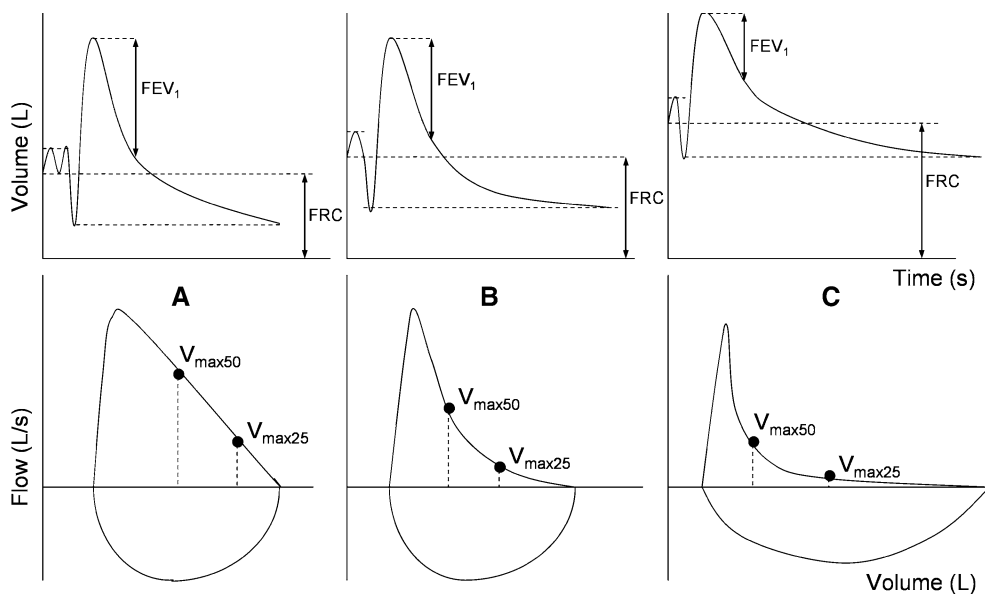 Volume (L)
FEV₁
FRC
FEV₁
FRC
FEV₁
FRC
Time (s)
A
B
C
Flow (L/s)
Vmax50
Vmax25
Vmax50
Vmax25
Vmax50
Vmax25
Volume (L)